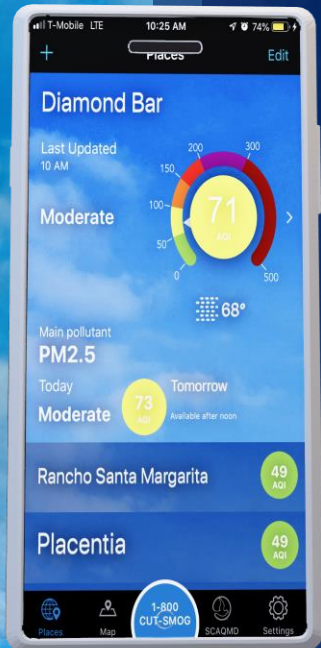 T-Mobile LTE 10:25 AM 74%
+ Places Edit
Diamond Bar
Last Updated
10 AM
Moderate
0
50
100
150
200
300
500
71
AQI
68°
Main pollutant
PM2.5
Today
Moderate
73
AQI
Tomorrow
Available after noon
Rancho Santa Margarita
49
AQI
Placentia
49
AQI
Places
Map
1-800
CUT-SMOG
SCAQMD
Settings